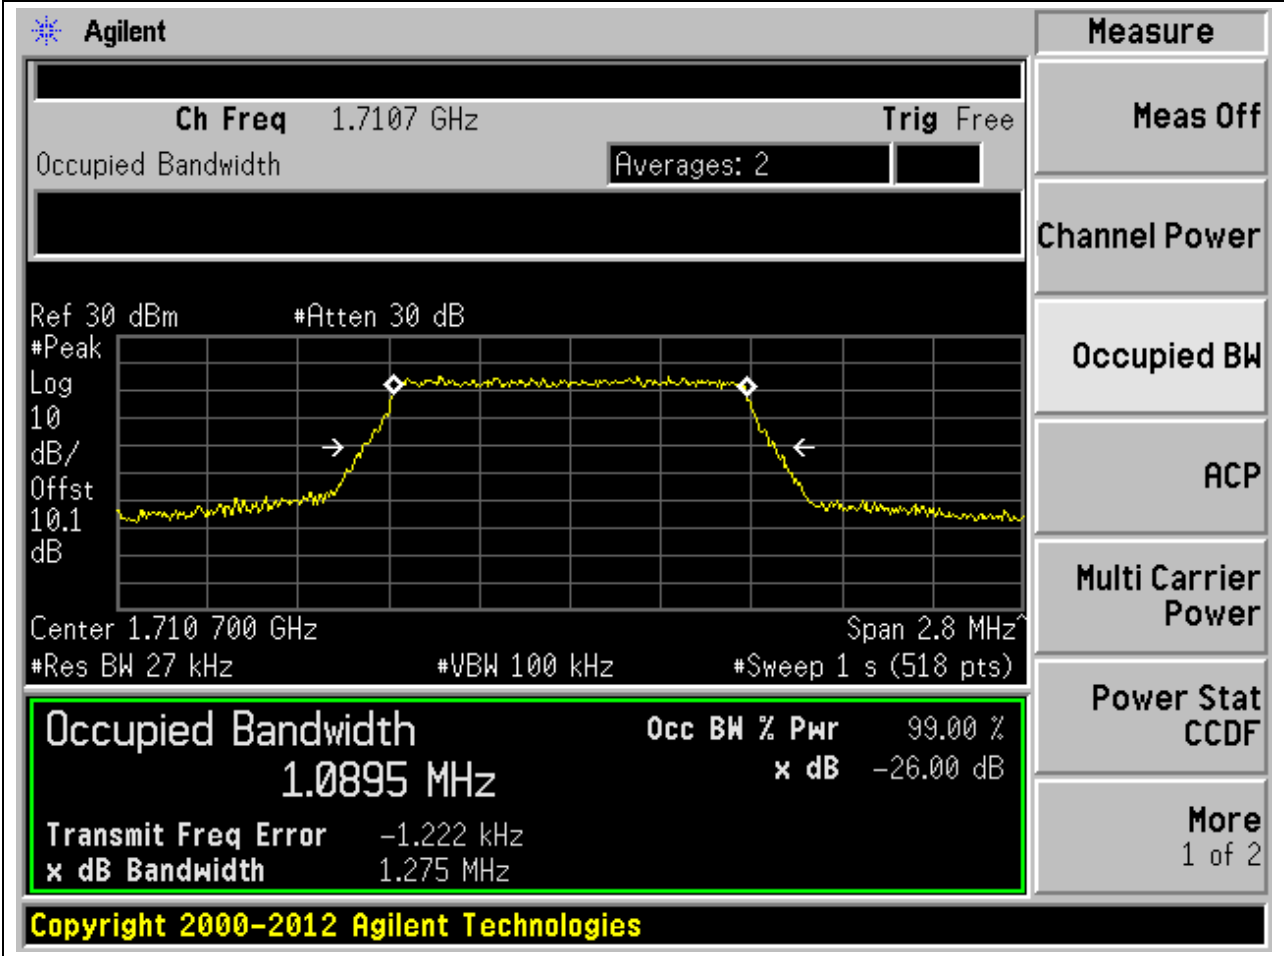 Agilent
Measure
Ch Freq 1.7107 GHz Trig Free
Occupied Bandwidth Averages: 2
Ref 30 dBm #Atten 30 dB
#Peak
Log
10
dB/
Offst
10.1
dB
Center 1.710 700 GHz Span 2.8 MHz^
#Res BW 27 kHz #VBW 100 kHz #Sweep 1 s (518 pts)
Occupied Bandwidth Occ BW % Pwr 99.00 %
1.0895 MHz x dB -26.00 dB
Transmit Freq Error -1.222 kHz
x dB Bandwidth 1.275 MHz
Meas Off
Channel Power
Occupied BW
ACP
Multi Carrier
Power
Power Stat
CCDF
More
1 of 2
Copyright 2000-2012 Agilent Technologies